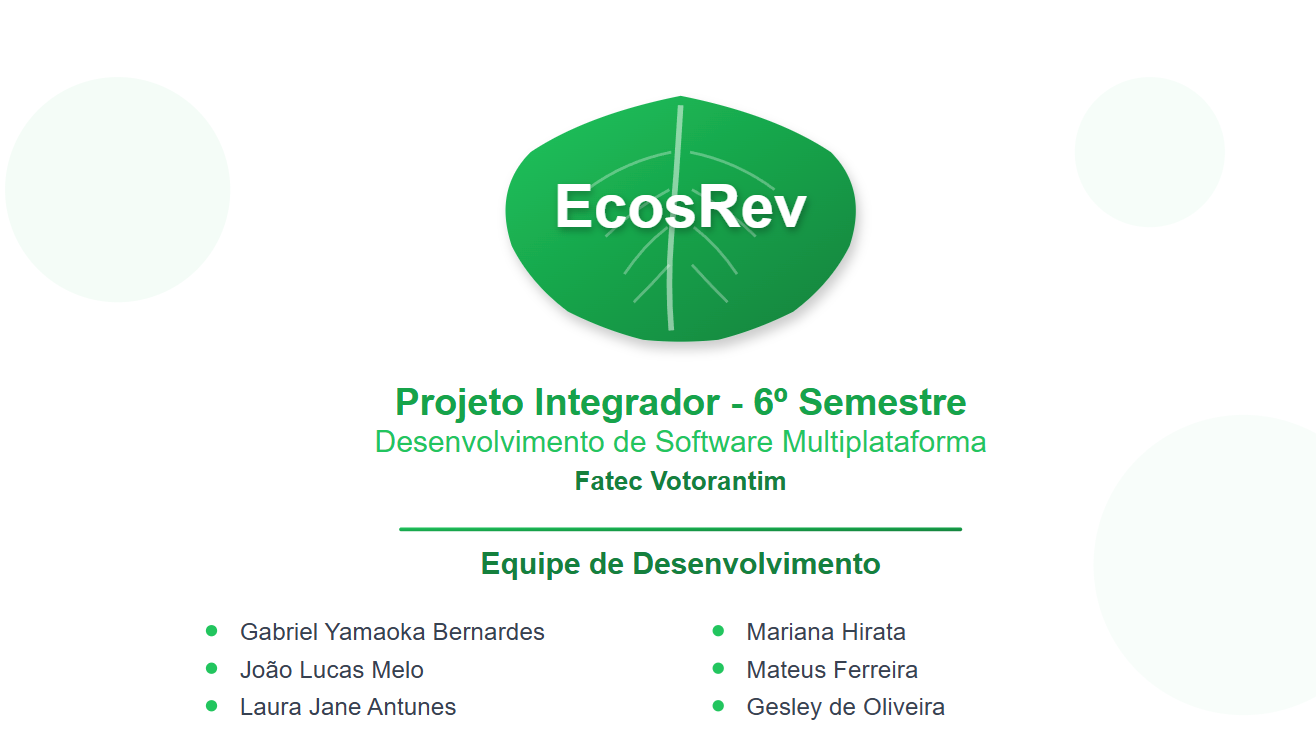 EcosRev
Projeto Integrador - 6º Semestre
Desenvolvimento de Software Multiplataforma
Fatec Votorantim
Equipe de Desenvolvimento
Gabriel Yamaoka Bernardes
João Lucas Melo
Laura Jane Antunes
Mariana Hirata
Mateus Ferreira
Gesley de Oliveira